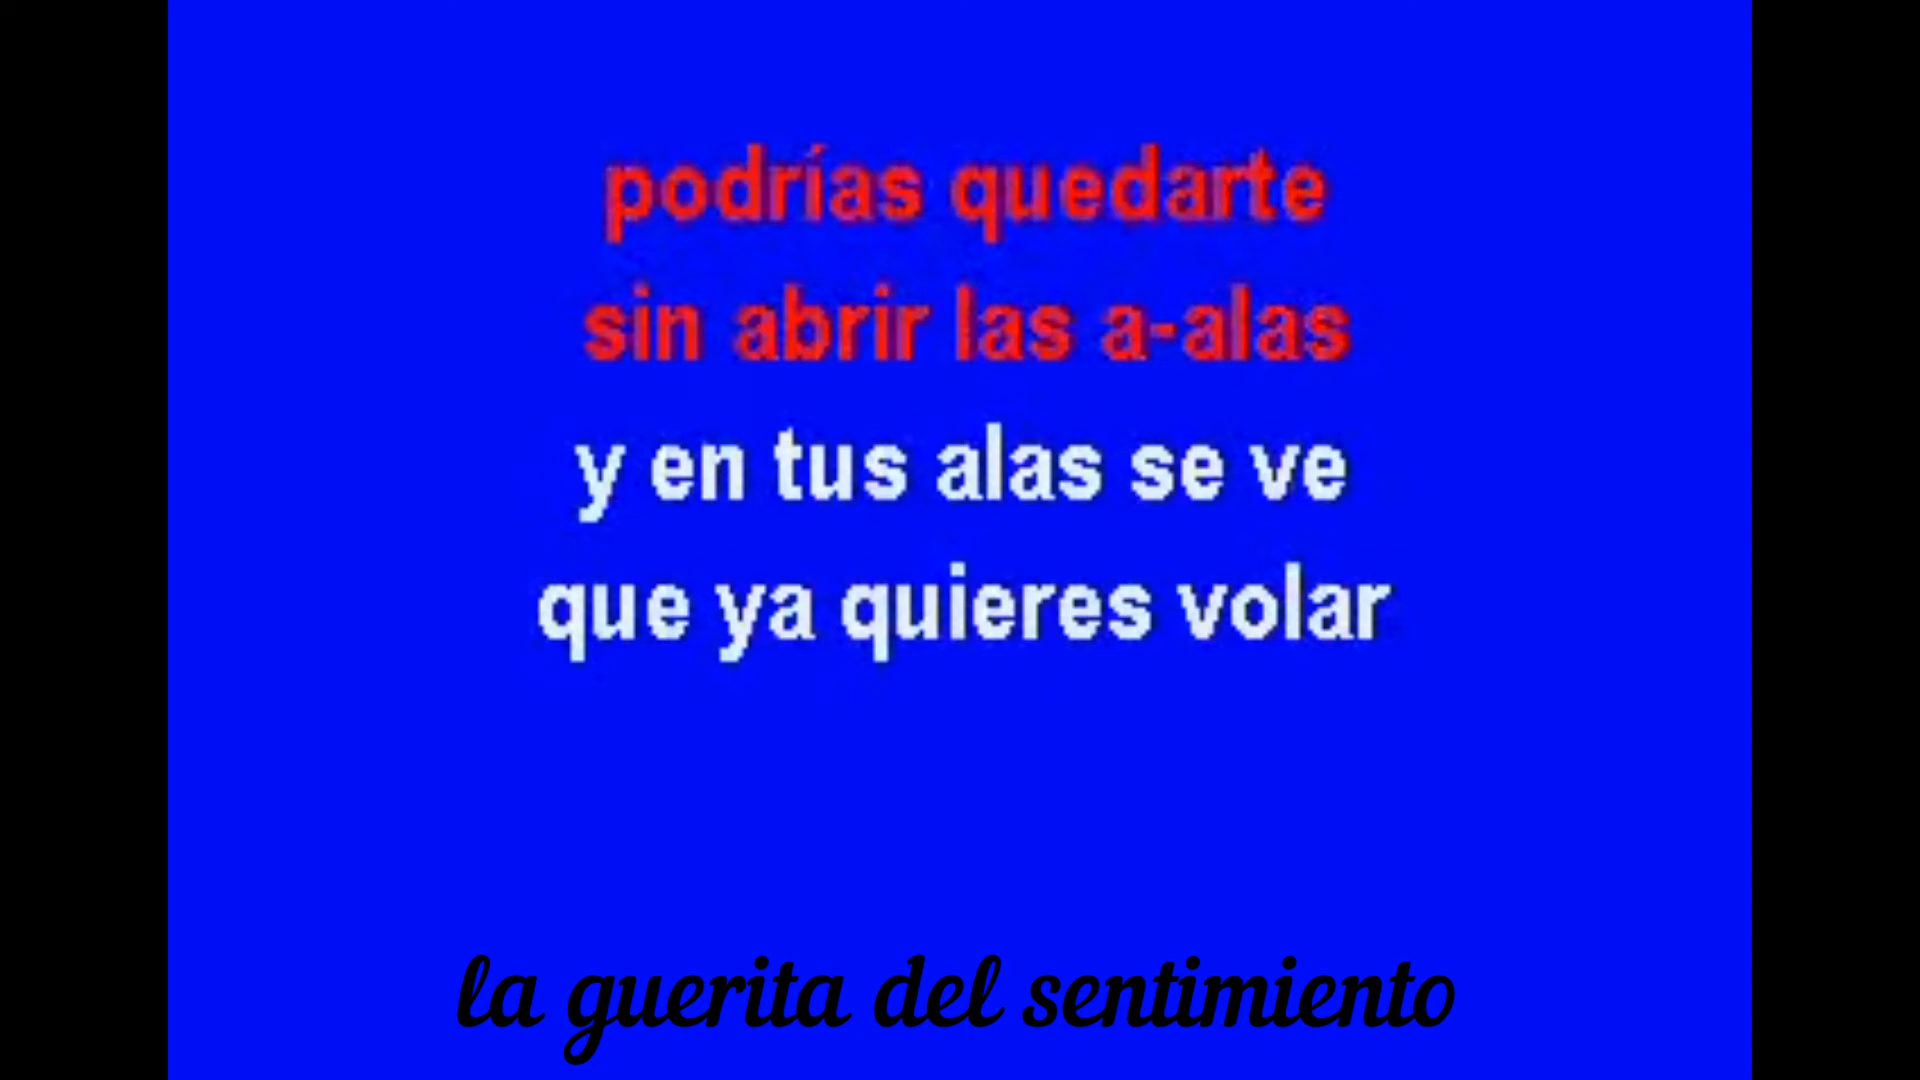 podrías quedarte
sin abrir las a-alas
y en tus alas se ve
que ya quieres volar
la guerita del sentimiento